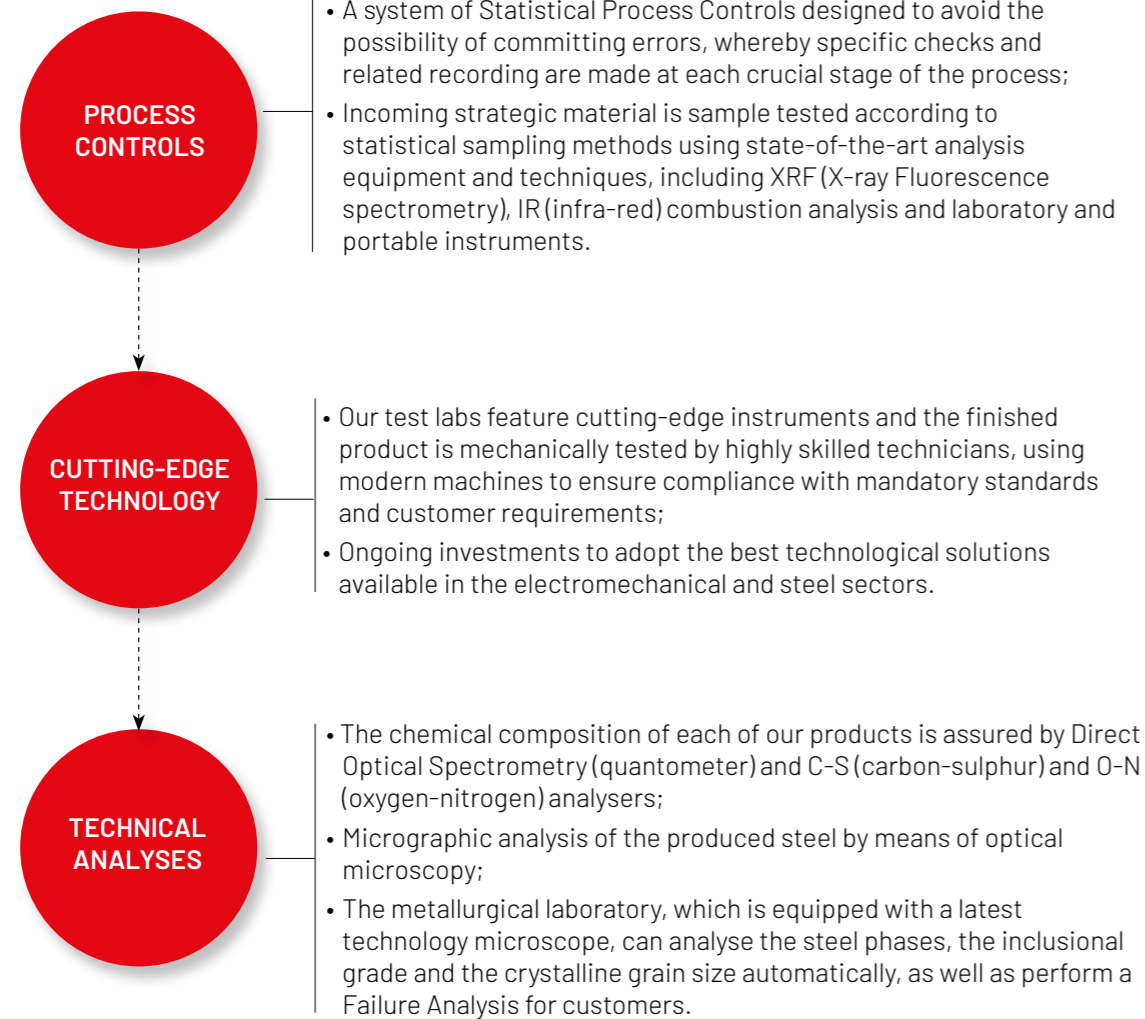 • A system of Statistical Process Controls designed to avoid the
possibility of committing errors, whereby specific checks and
related recording are made at each crucial stage of the process;
PROCESS
CONTROLS
• Incoming strategic material is sample tested according to
statistical sampling methods using state-of-the-art analysis
equipment and techniques, including XRF (X-ray Fluorescence
spectrometry), IR (infra-red) combustion analysis and laboratory and
portable instruments.
CUTTING-EDGE
TECHNOLOGY
• Our test labs feature cutting-edge instruments and the finished
product is mechanically tested by highly skilled technicians, using
modern machines to ensure compliance with mandatory standards
and customer requirements;
• Ongoing investments to adopt the best technological solutions
available in the electromechanical and steel sectors.
TECHNICAL
ANALYSES
• The chemical composition of each of our products is assured by Direct
Optical Spectrometry (quantometer) and C-S (carbon-sulphur) and O-N
(oxygen-nitrogen) analysers;
• Micrographic analysis of the produced steel by means of optical
microscopy;
• The metallurgical laboratory, which is equipped with a latest
technology microscope, can analyse the steel phases, the inclusional
grade and the crystalline grain size automatically, as well as perform a
Failure Analysis for customers.